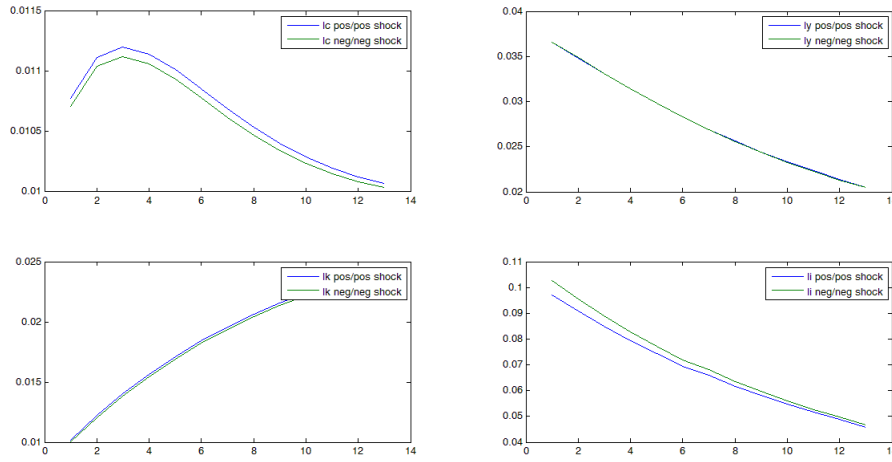 0.0115
lc pos/pos shock
lc neg/neg shock
0.011
0.0105
0.01
0 2 4 6 8 10 12 14
0.04
ly pos/pos shock
ly neg/neg shock
0.035
0.03
0.025
0.02
0 2 4 6 8 10 12 14
0.025
lk pos/pos shock
lk neg/neg shock
0.02
0.015
0.01
0 2 4 6 8 10 12 14
0.11
li pos/pos shock
li neg/neg shock
0.1
0.09
0.08
0.07
0.06
0.05
0.04
0 2 4 6 8 10 12 14